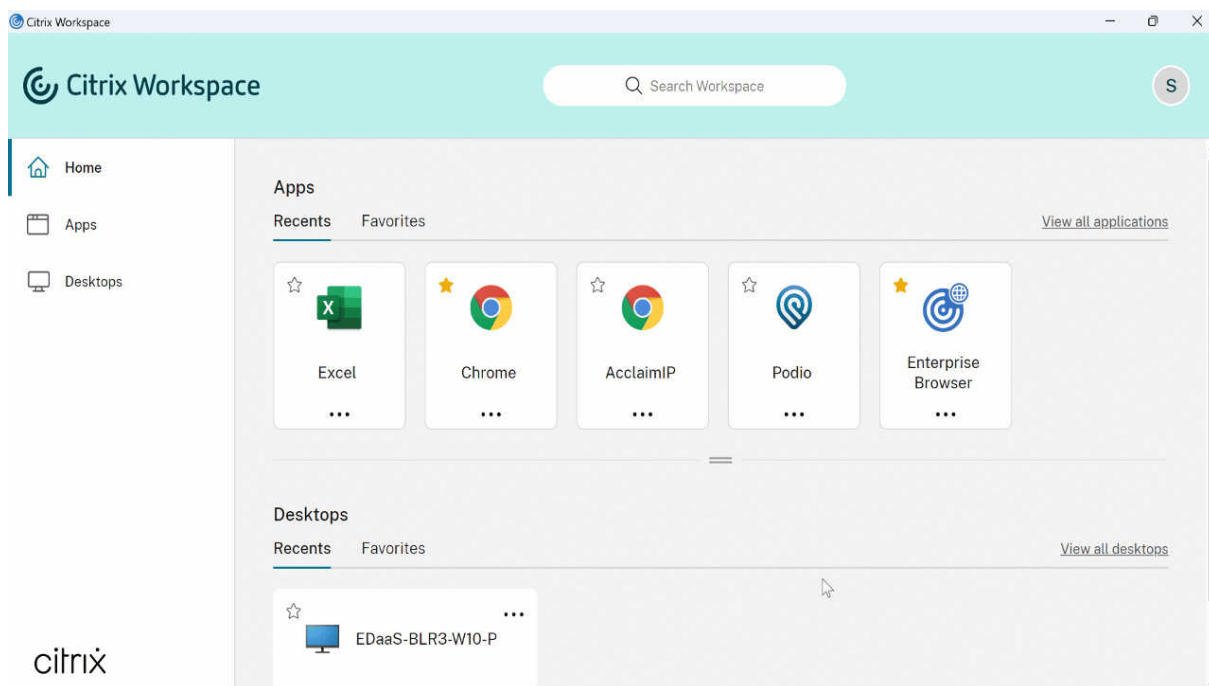 Citrix Workspace
Citrix Workspace
Search Workspace
S
Home
Apps
Desktops
citrix
Apps
Recents Favorites View all applications
Excel
Chrome
AcclaimIP
Podio
Enterprise
Browser
Desktops
Recents Favorites View all desktops
EDaaS-BLR3-W10-P